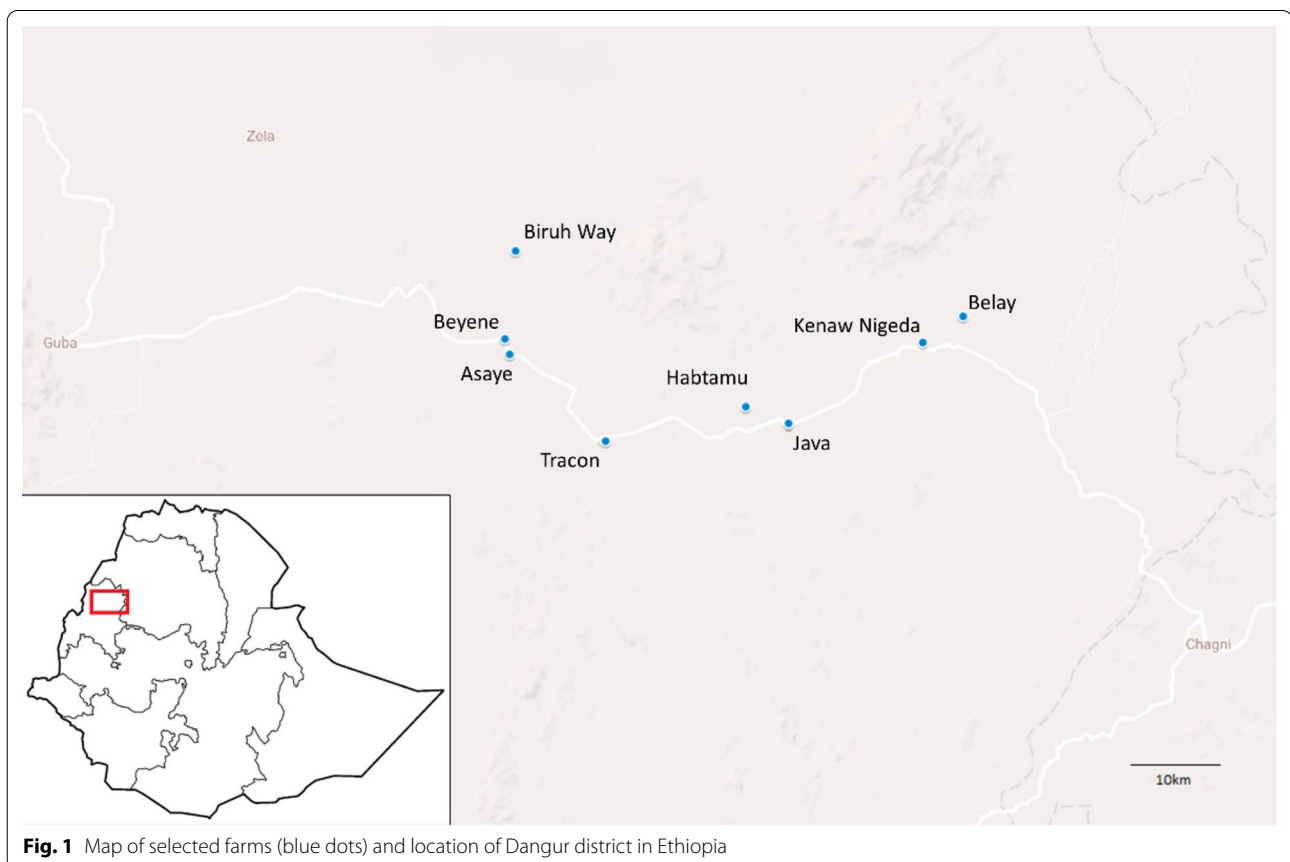 Zela
Biruh Way
Belay
Beyene
Kenaw Nigeda
Guba
Asaye
Habtamu
Java
Tracon
Chagni
10km
Fig. 1 Map of selected farms (blue dots) and location of Dangur district in Ethiopia